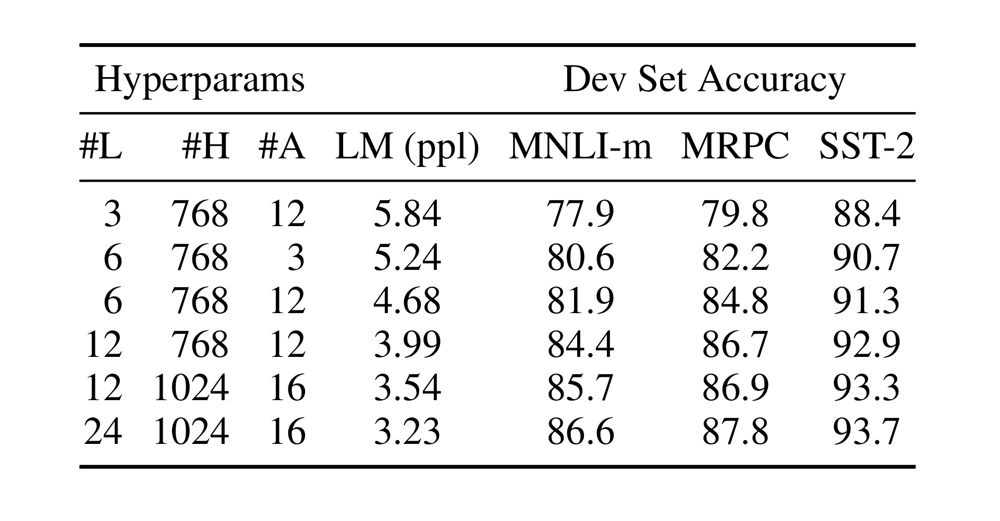 Hyperparams Dev Set Accuracy
#L #H #A LM (ppl) MNLI-m MRPC SST-2
3 768 12 5.84 77.9 79.8 88.4
6 768 3 5.24 80.6 82.2 90.7
6 768 12 4.68 81.9 84.8 91.3
12 768 12 3.99 84.4 86.7 92.9
12 1024 16 3.54 85.7 86.9 93.3
24 1024 16 3.23 86.6 87.8 93.7